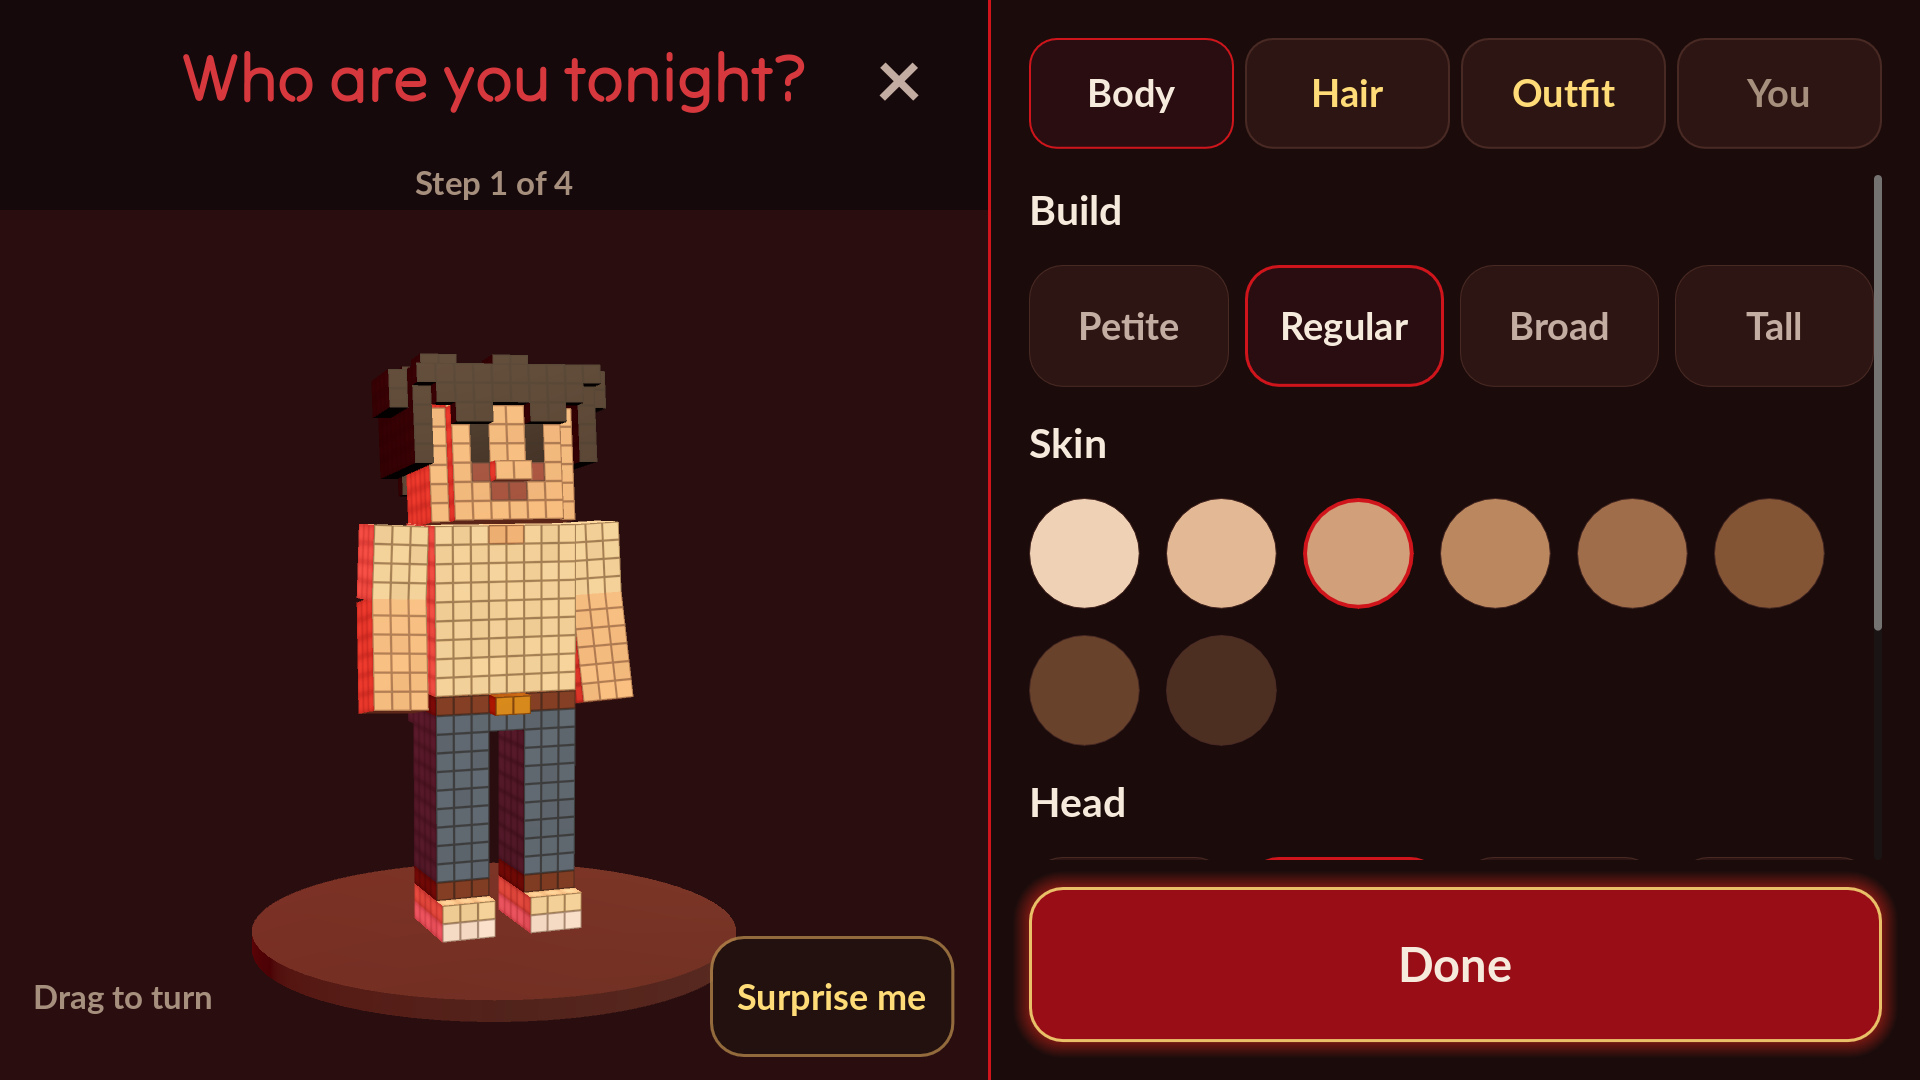 Who are you tonight?
Step 1 of 4
Drag to turn
Surprise me
Body
Hair
Outfit
You
Build
Petite
Regular
Broad
Tall
Skin
Head
Done